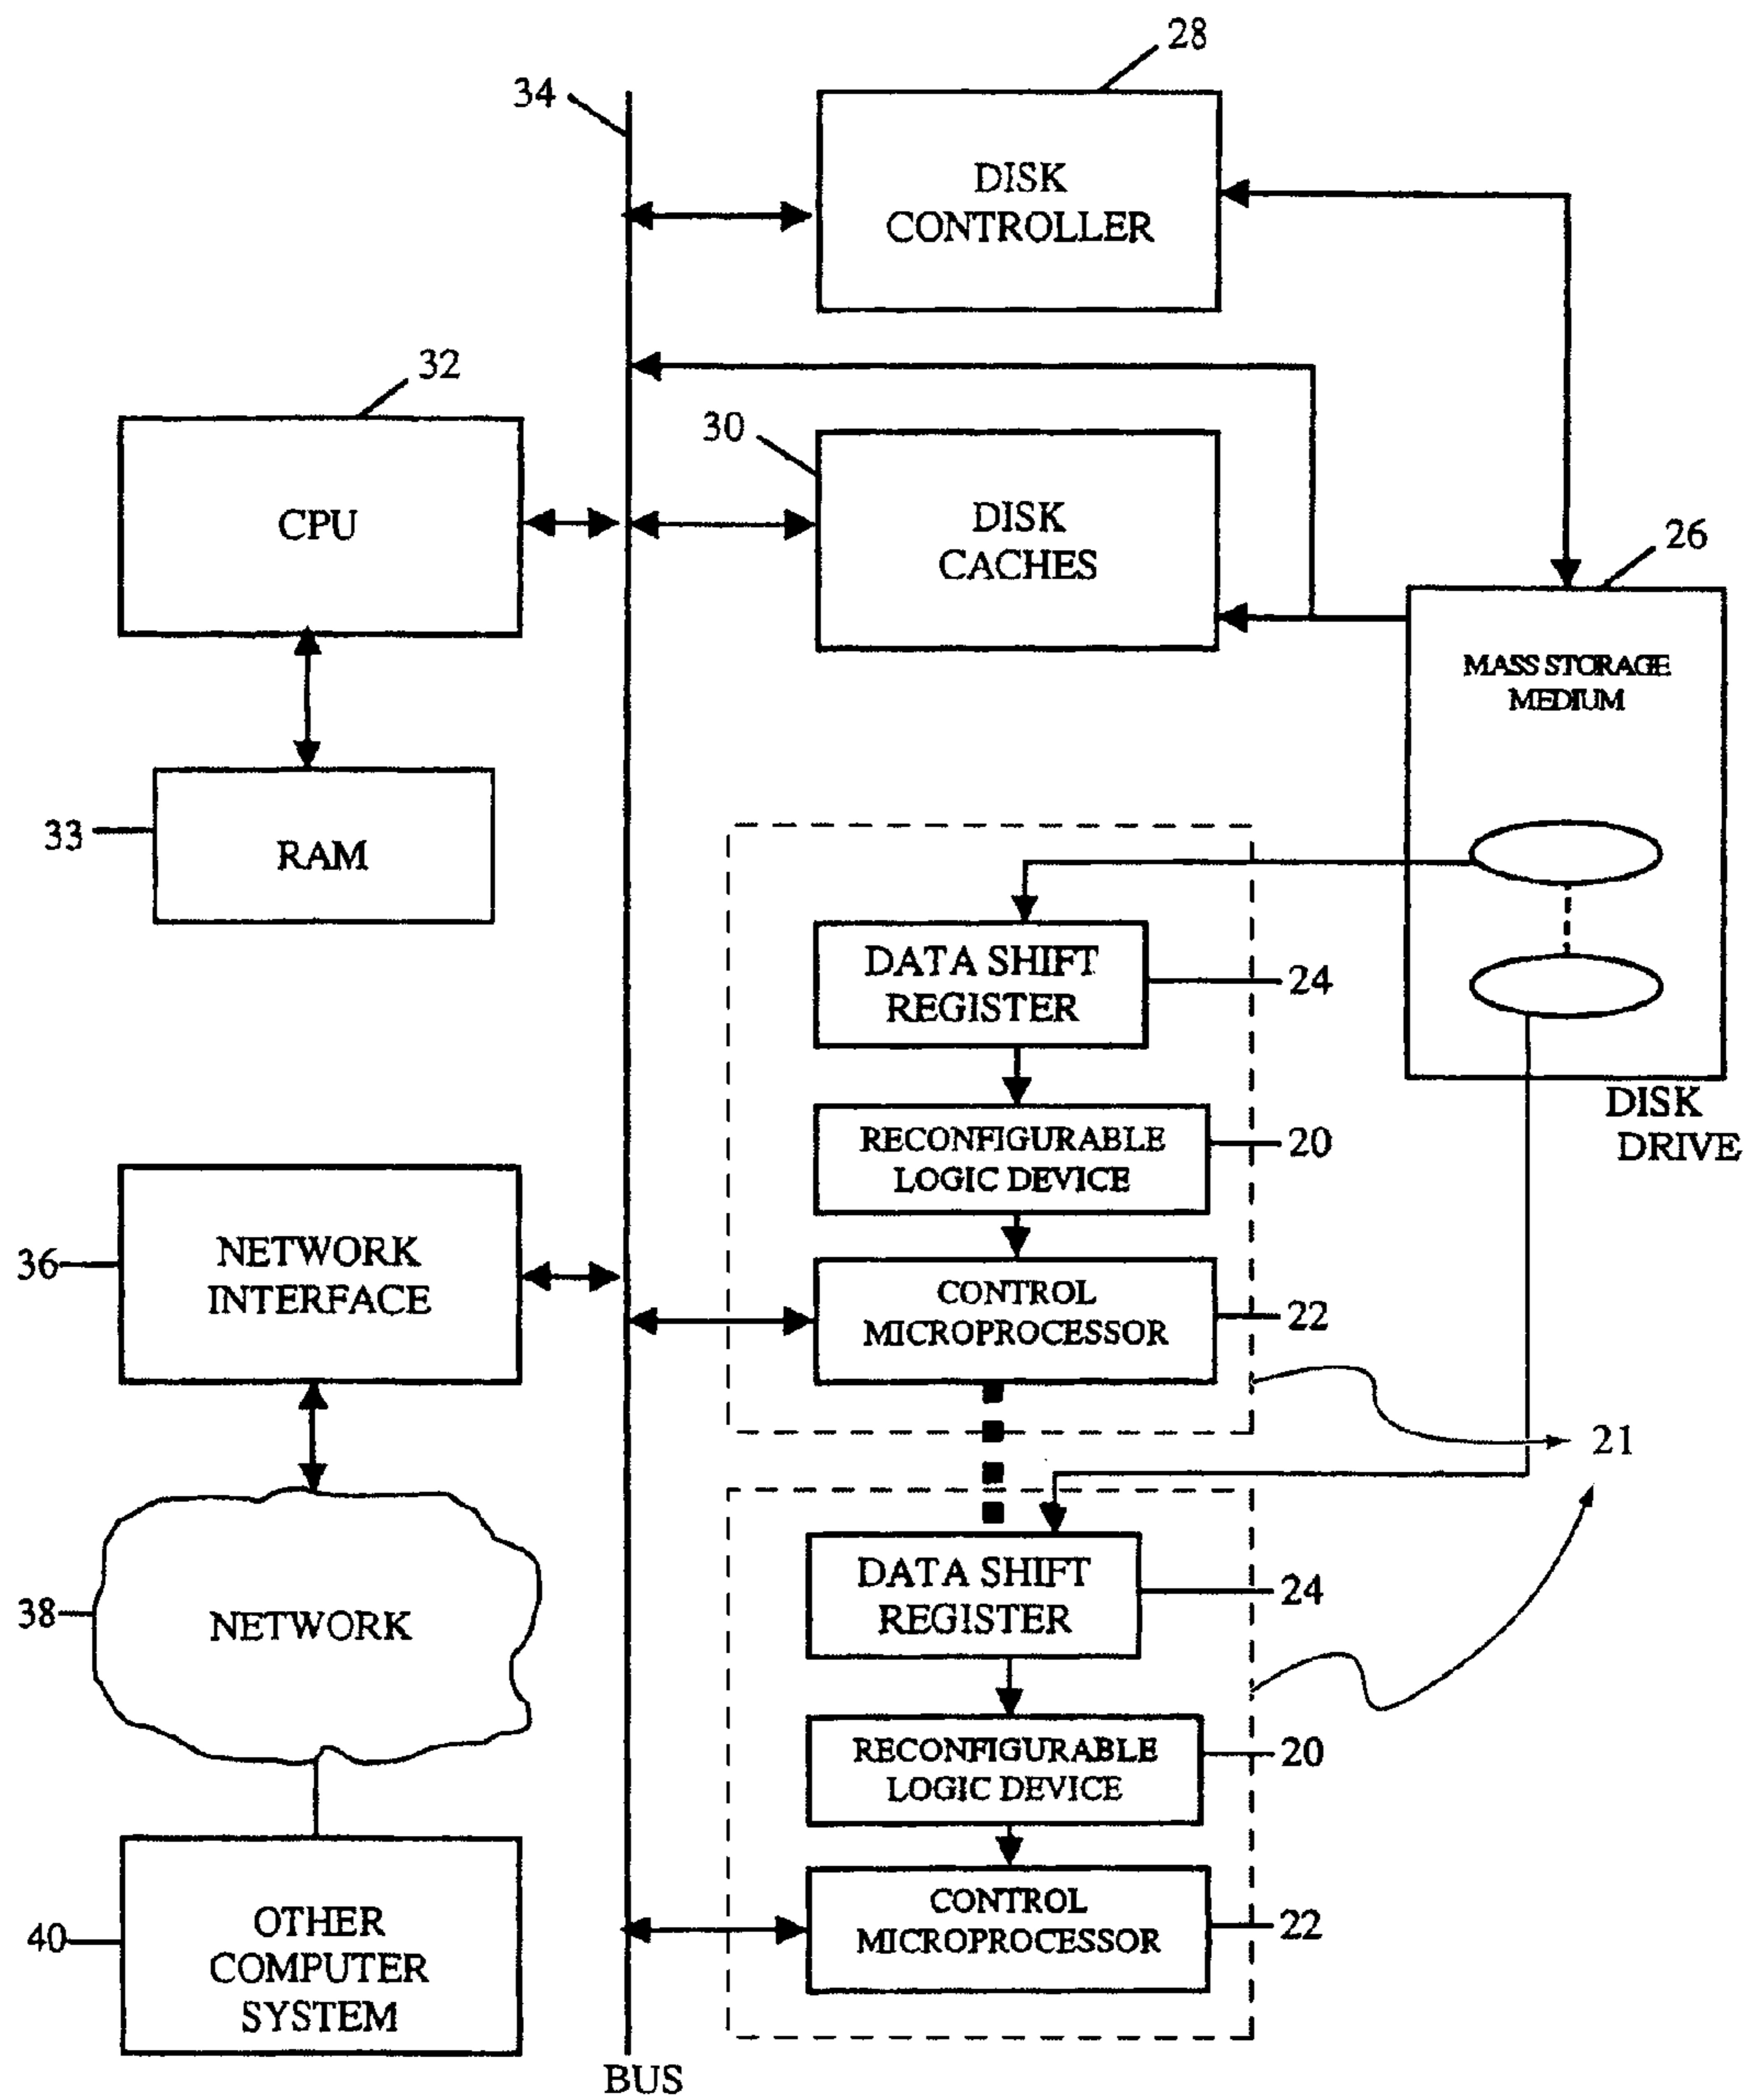 28
34
DISK
CONTROLLER
32
30
CPU
DISK
CACHES
26
MASS STORAGE
MEDIUM
33
RAM
DATA SHIFT
REGISTER
24
DISK
DRIVE
RECONFIGURABLE
LOGIC DEVICE
20
36
NETWORK
INTERFACE
CONTROL
MICROPROCESSOR
22
21
38
NETWORK
DATA SHIFT
REGISTER
24
RECONFIGURABLE
LOGIC DEVICE
20
40
OTHER
COMPUTER
SYSTEM
CONTROL
MICROPROCESSOR
22
BUS